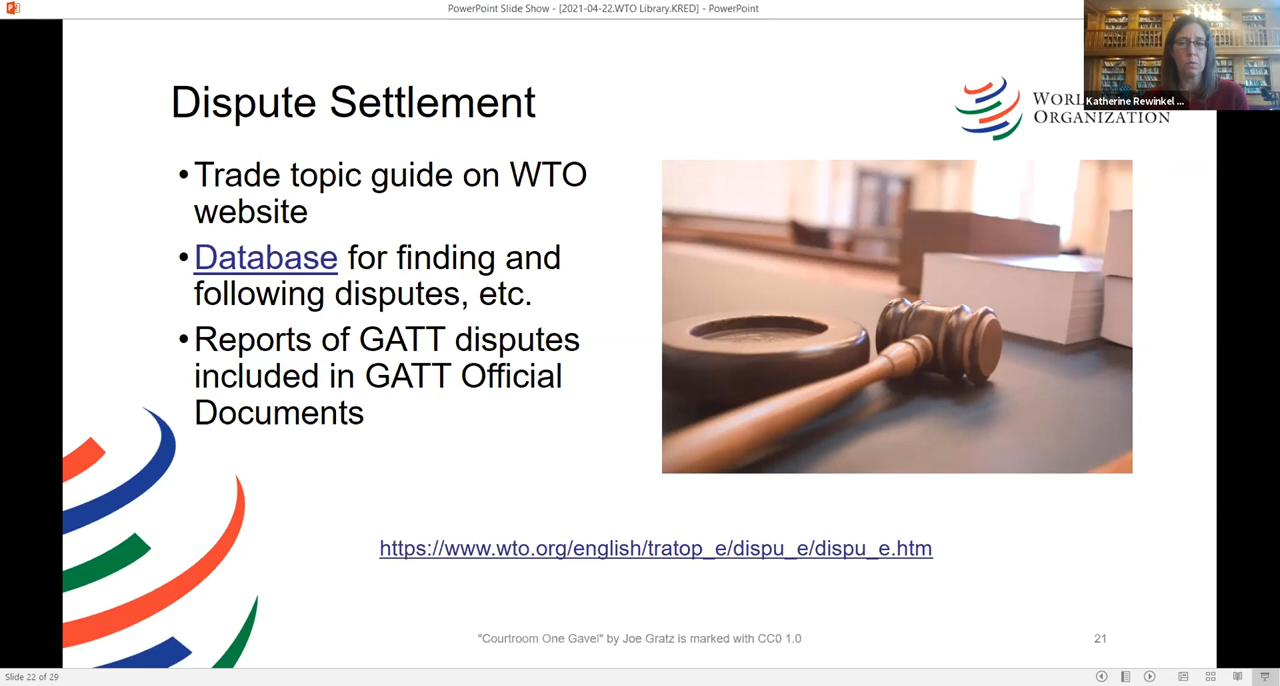 PowerPoint Slide Show - [2021-04-22.WTO Library.KRED] - PowerPoint
Katherine Rewinkel ...
Dispute Settlement
WORL
ORGANIZATION
•Trade topic guide on WTO
website
•Database for finding and
following disputes, etc.
•Reports of GATT disputes
included in GATT Official
Documents
https://www.wto.org/english/tratop_e/dispu_e/dispu_e.htm
"Courtroom One Gavel" by Joe Gratz is marked with CC0 1.0
21
Slide 22 of 29